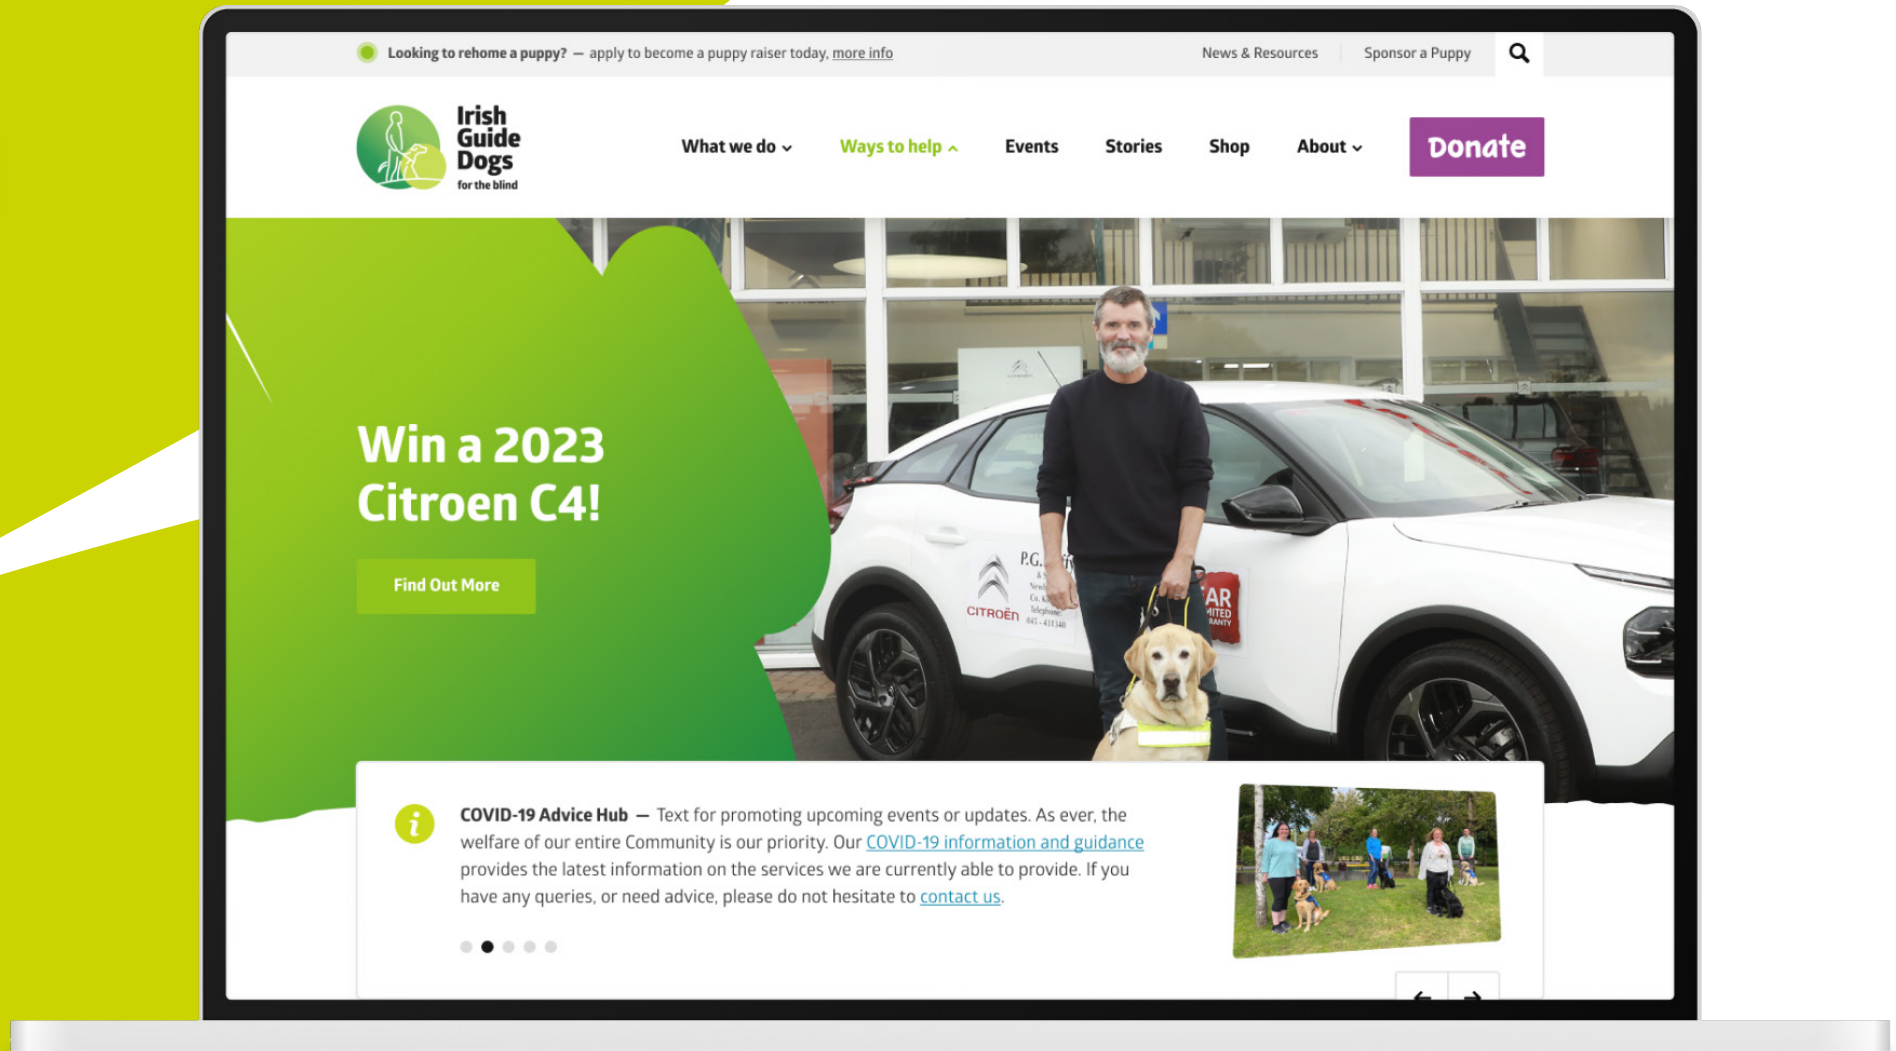 Looking to rehome a puppy? — apply to become a puppy raiser today, more info
News & Resources
Sponsor a Puppy
Irish
Guide
Dogs
for the blind
What we do
Ways to help
Events
Stories
Shop
About
Donate
Win a 2023
Citroen C4!
Find Out More
P.G.
CITROËN
Telephone:
045 - 431340
COVID-19 Advice Hub — Text for promoting upcoming events or updates. As ever, the
welfare of our entire Community is our priority. Our COVID-19 information and guidance
provides the latest information on the services we are currently able to provide. If you
have any queries, or need advice, please do not hesitate to contact us.